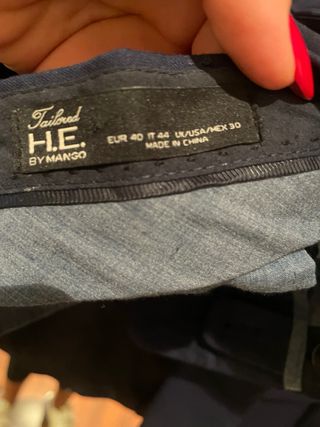 Tailored
H.E.
BY MANGO
EUR 40 IT 44 UK/USA/MEX 30
MADE IN CHINA